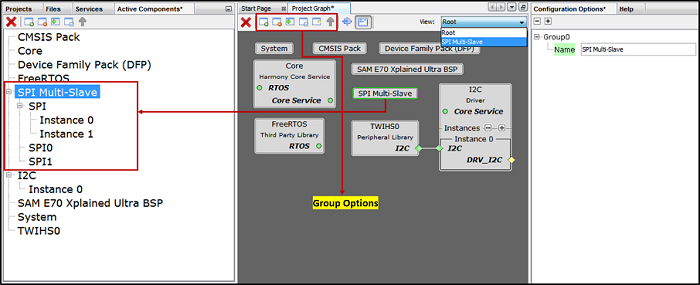 Projects Files Services Active Components*
CMSIS Pack
Core
Device Family Pack (DFP)
FreeRTOS
SPI Multi-Slave
SPI
Instance 0
Instance 1
SPI0
SPI1
I2C
Instance 0
SAM E70 Xplained Ultra BSP
System
TWIHS0
Start Page Project Graph*
View: Root
Root
SPI Multi-Slave
System CMSIS Pack Device Family Pack (DFP)
SAM E70 Xplained Ultra BSP
Core
Harmony Core Service
RTOS
Core Service
SPI Multi-Slave
I2C
Driver
Core Service
Instances
Instance 0
DRV_I2C
FreeRTOS
Third Party Library
RTOS
TWIHS0
Peripheral Library
I2C
I2C
Group Options
Configuration Options* Help
Group0
Name SPI Multi-Slave